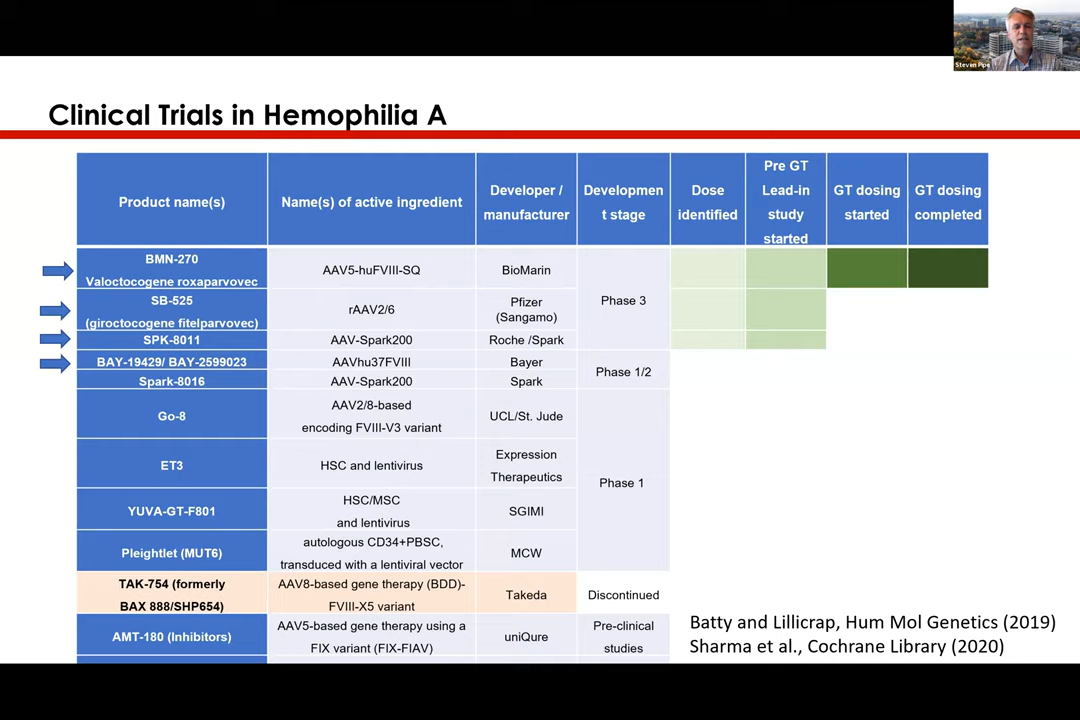 Steven Pipe
Clinical Trials in Hemophilia A
Product name(s)
Name(s) of active ingredient
Developer /
manufacturer
Developmen
t stage
Dose
identified
Pre GT
Lead-in
study
started
GT dosing
started
GT dosing
completed
BMN-270
Valoctocogene roxaparvovec
AAV5-huFVIII-SQ
BioMarin
Phase 3
SB-525
(giroctocogene fitelparvovec)
rAAV2/6
Pfizer
(Sangamo)
SPK-8011
AAV-Spark200
Roche /Spark
BAY-19429/ BAY-2599023
AAVhu37FVIII
Bayer
Phase 1/2
Spark-8016
AAV-Spark200
Spark
Go-8
AAV2/8-based
encoding FVIII-V3 variant
UCL/St. Jude
Phase 1
ET3
HSC and lentivirus
Expression
Therapeutics
YUVA-GT-F801
HSC/MSC
and lentivirus
SGIMI
Pleightlet (MUT6)
autologous CD34+PBSC,
transduced with a lentiviral vector
MCW
TAK-754 (formerly
BAX 888/SHP654)
AAV8-based gene therapy (BDD)-
FVIII-X5 variant
Takeda
Discontinued
AMT-180 (Inhibitors)
AAV5-based gene therapy using a
FIX variant (FIX-FIAV)
uniQure
Pre-clinical
studies
Batty and Lillicrap, Hum Mol Genetics (2019)
Sharma et al., Cochrane Library (2020)